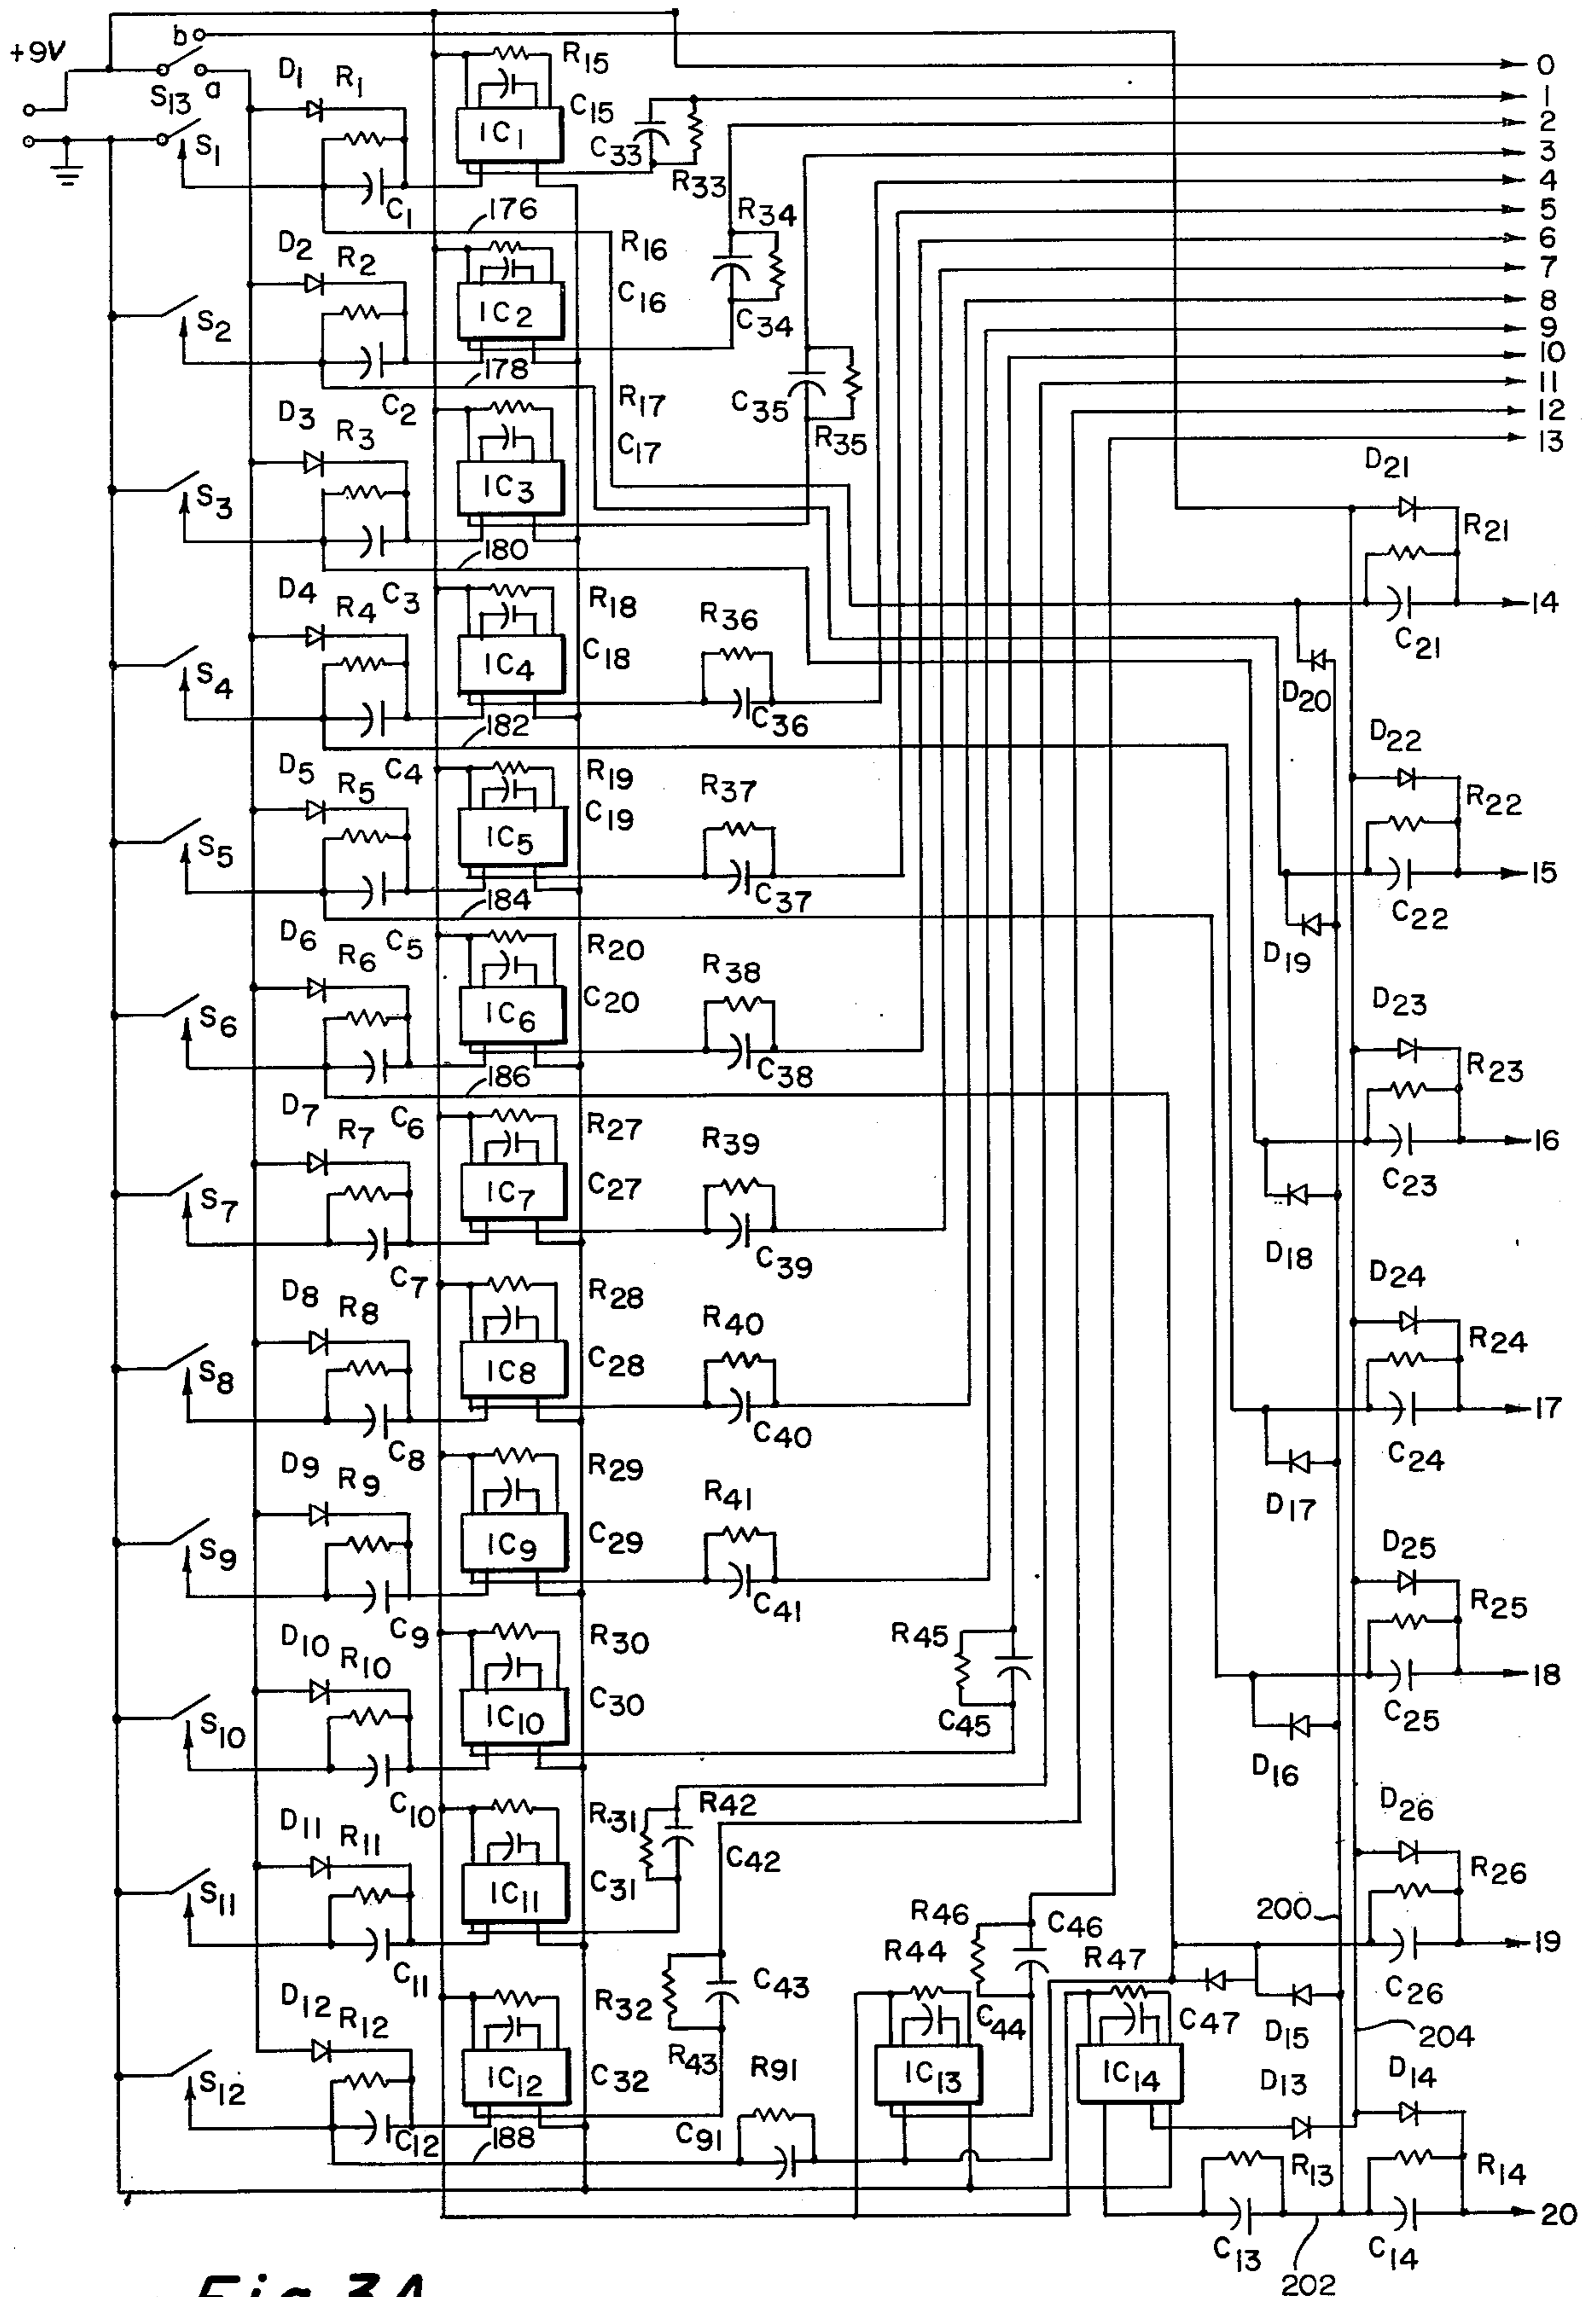 +9V
b
a
S13
D1 R1
R15
C15
IC1
S1
C1
C33
R33
176
0
1
2
3
4
5
6
7
8
9
10
11
12
13
D2 R2
R16
C16
IC2
S2
C2
178
R34
C34
D3 R3
R17
C17
IC3
S3
C3
180
C35
R35
D4 R4
R18
C18
IC4
S4
C4
182
R36
C36
D5 R5
R19
C19
IC5
S5
C5
184
R37
C37
D6 R6
R20
C20
IC6
S6
C6
186
R38
C38
D7 R7
R27
C27
IC7
S7
C7
R39
C39
D8 R8
R28
C28
IC8
S8
C8
R40
C40
D9 R9
R29
C29
IC9
S9
C9
R41
C41
D10 R10
R30
C30
IC10
S10
C10
R45
C45
D11 R11
R31
C31
IC11
S11
C11
R42
C42
D12 R12
R32
C32
IC12
S12
C12
188
C43
R43
R91
C91
R46
C46
R44
C44
IC13
R47
C47
IC14
D21
R21
14
C21
D20
D22
R22
15
C22
D19
D23
R23
16
C23
D18
D24
R24
17
C24
D17
D25
R25
18
C25
D16
D26
R26
200
19
C26
D15
204
D13
D14
R13
R14
20
C13
C14
202
Fig. 3A